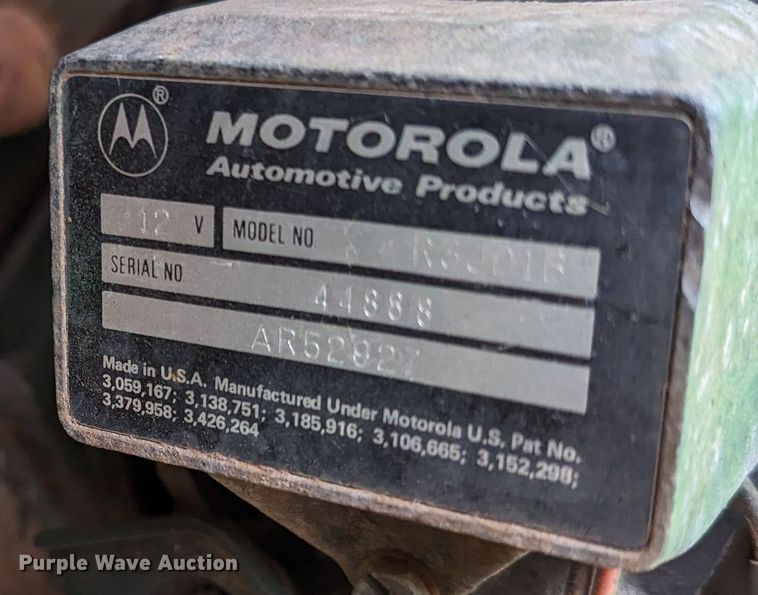 MOTOROLA®
Automotive Products
12 V MODEL NO.
SERIAL NO. 44888
AR52927
Made in U.S.A. Manufactured Under Motorola U.S. Pat No.
3,059,167; 3,138,751; 3,185,916; 3,106,665; 3,152,298;
3,379,958; 3,426,264
Purple Wave Auction